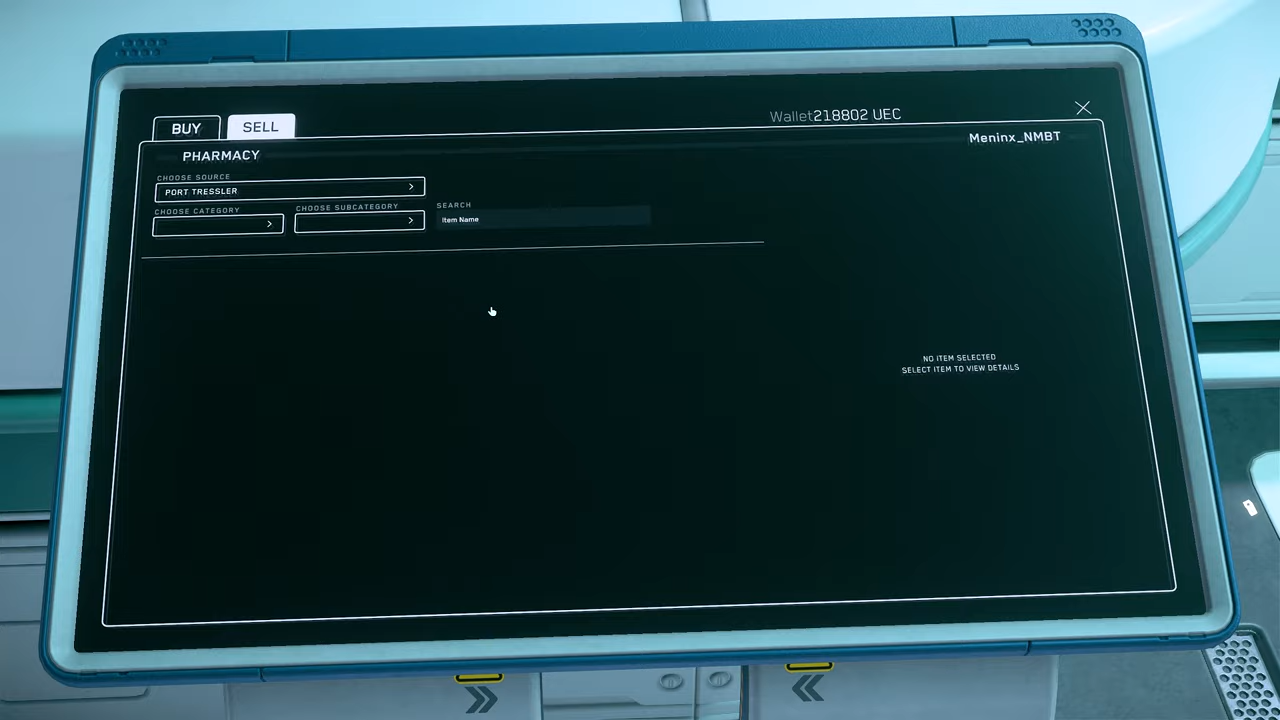 BUY
SELL
Wallet218802 UEC
Meninx_NMBT
PHARMACY
CHOOSE SOURCE
PORT TRESSLER
CHOOSE CATEGORY
CHOOSE SUBCATEGORY
SEARCH
Item Name
NO ITEM SELECTED
SELECT ITEM TO VIEW DETAILS